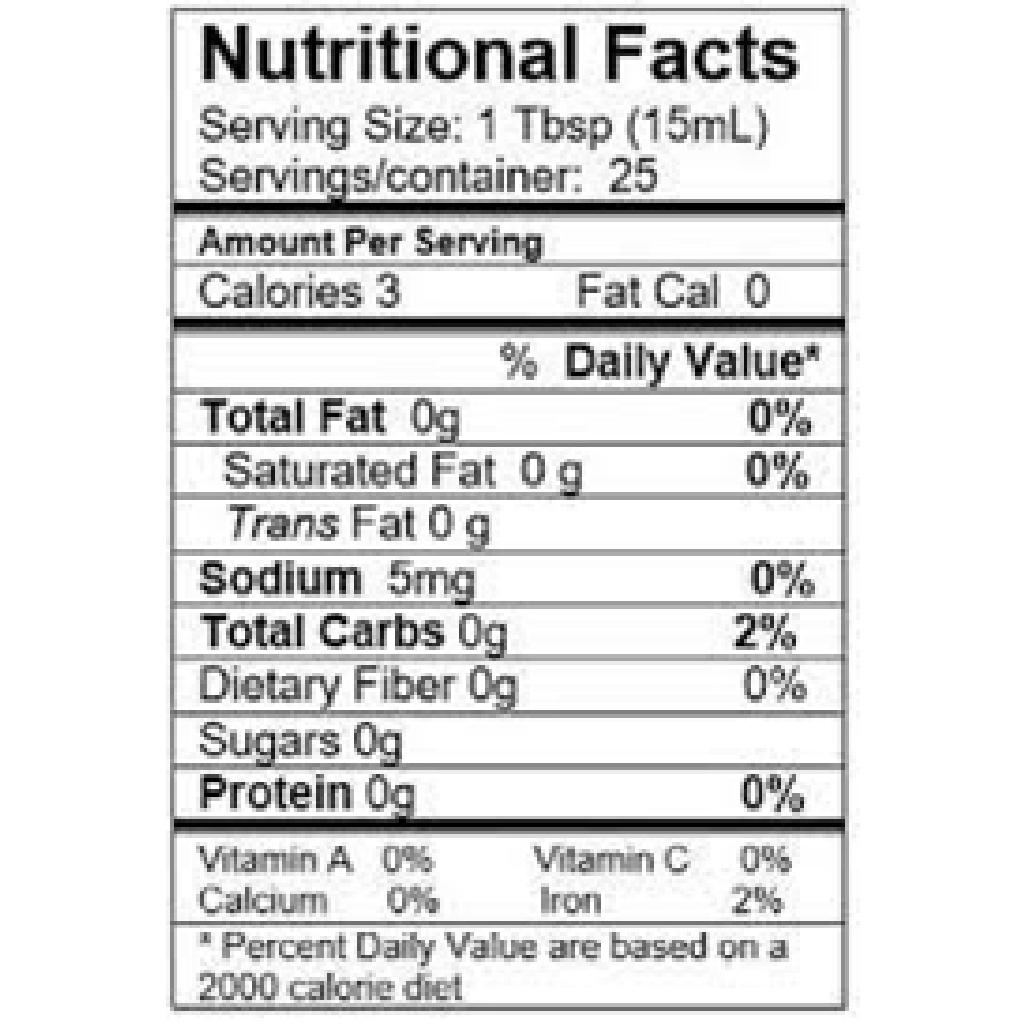 Nutritional Facts
Serving Size: 1 Tbsp (15mL)
Servings/container: 25
Amount Per Serving
Calories 3 Fat Cal 0
% Daily Value*
Total Fat 0g 0%
Saturated Fat 0 g 0%
Trans Fat 0 g
Sodium 5mg 0%
Total Carbs 0g 2%
Dietary Fiber 0g 0%
Sugars 0g
Protein 0g 0%
Vitamin A 0% Vitamin C 0%
Calcium 0% Iron 2%
* Percent Daily Value are based on a
2000 calorie diet